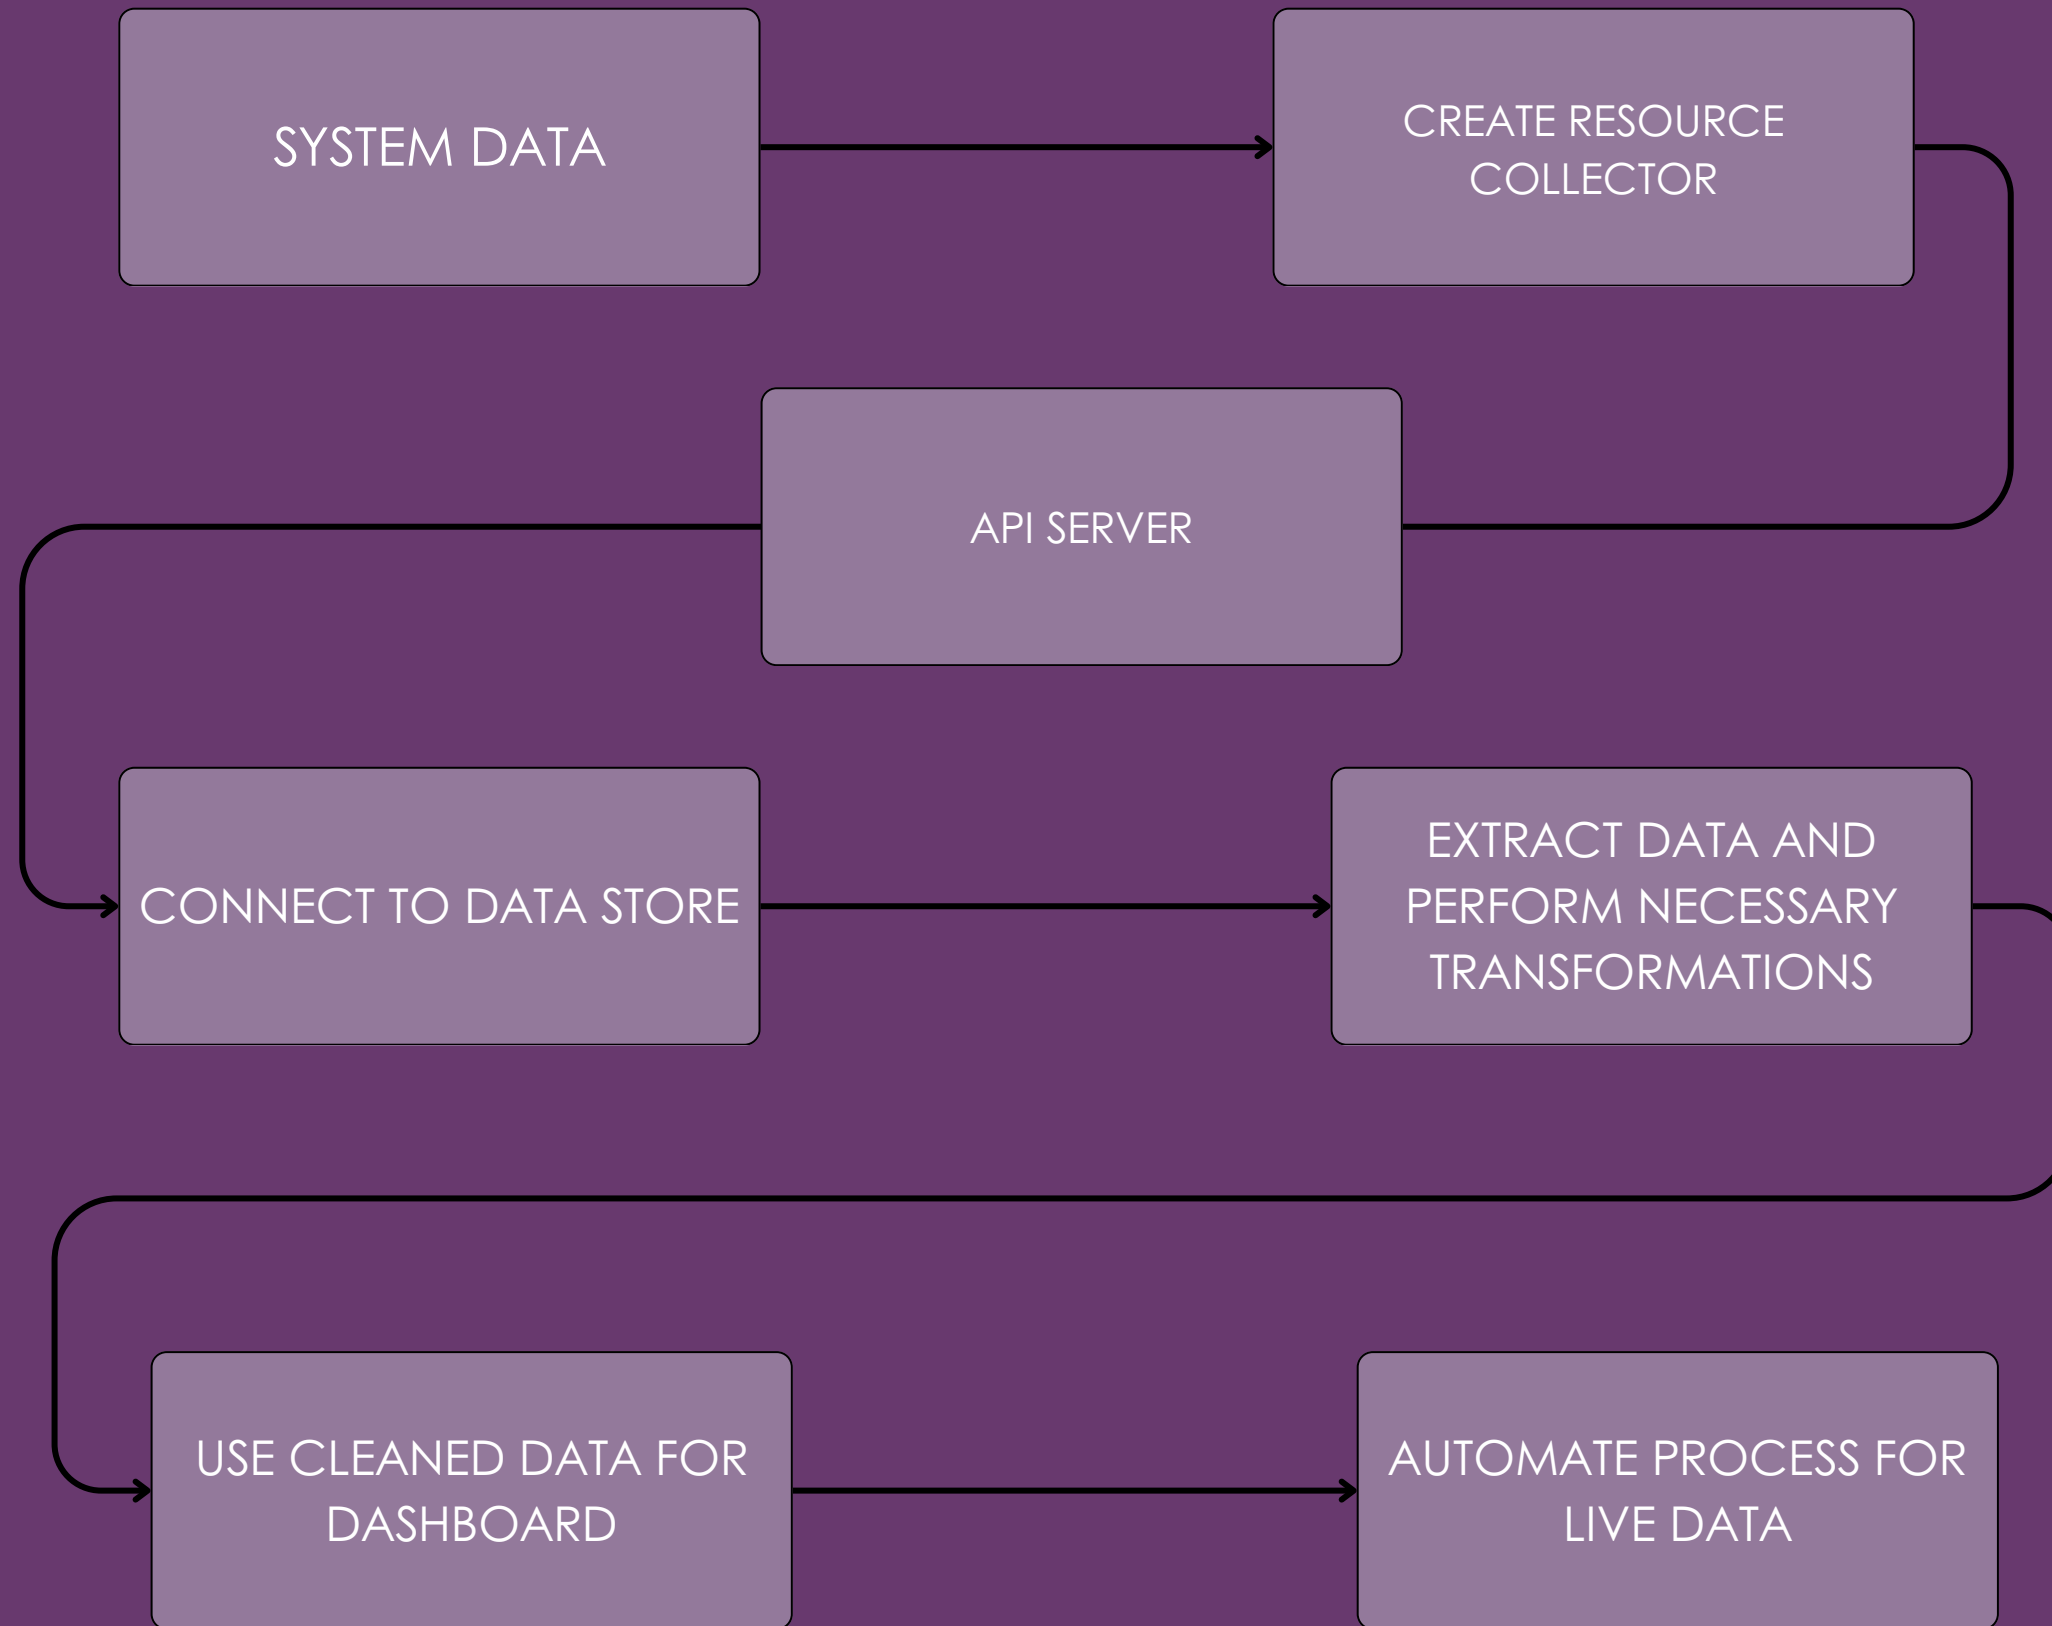 SYSTEM DATA
CREATE RESOURCE
COLLECTOR
API SERVER
CONNECT TO DATA STORE
EXTRACT DATA AND
PERFORM NECESSARY
TRANSFORMATIONS
USE CLEANED DATA FOR
DASHBOARD
AUTOMATE PROCESS FOR
LIVE DATA